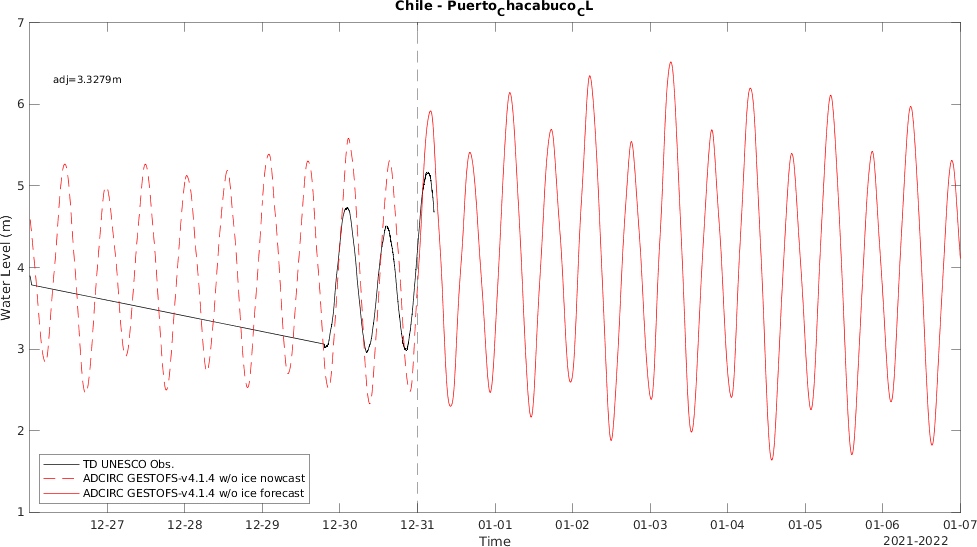 Chile - Puerto_Chacabuco_CL
7
adj=3.3279m
6
5
4
3
2
1
Water Level (m)
TD UNESCO Obs.
ADCIRC GESTOFS-v4.1.4 w/o ice nowcast
ADCIRC GESTOFS-v4.1.4 w/o ice forecast
12-27 12-28 12-29 12-30 12-31 01-01 01-02 01-03 01-04 01-05 01-06 01-07
Time
2021-2022